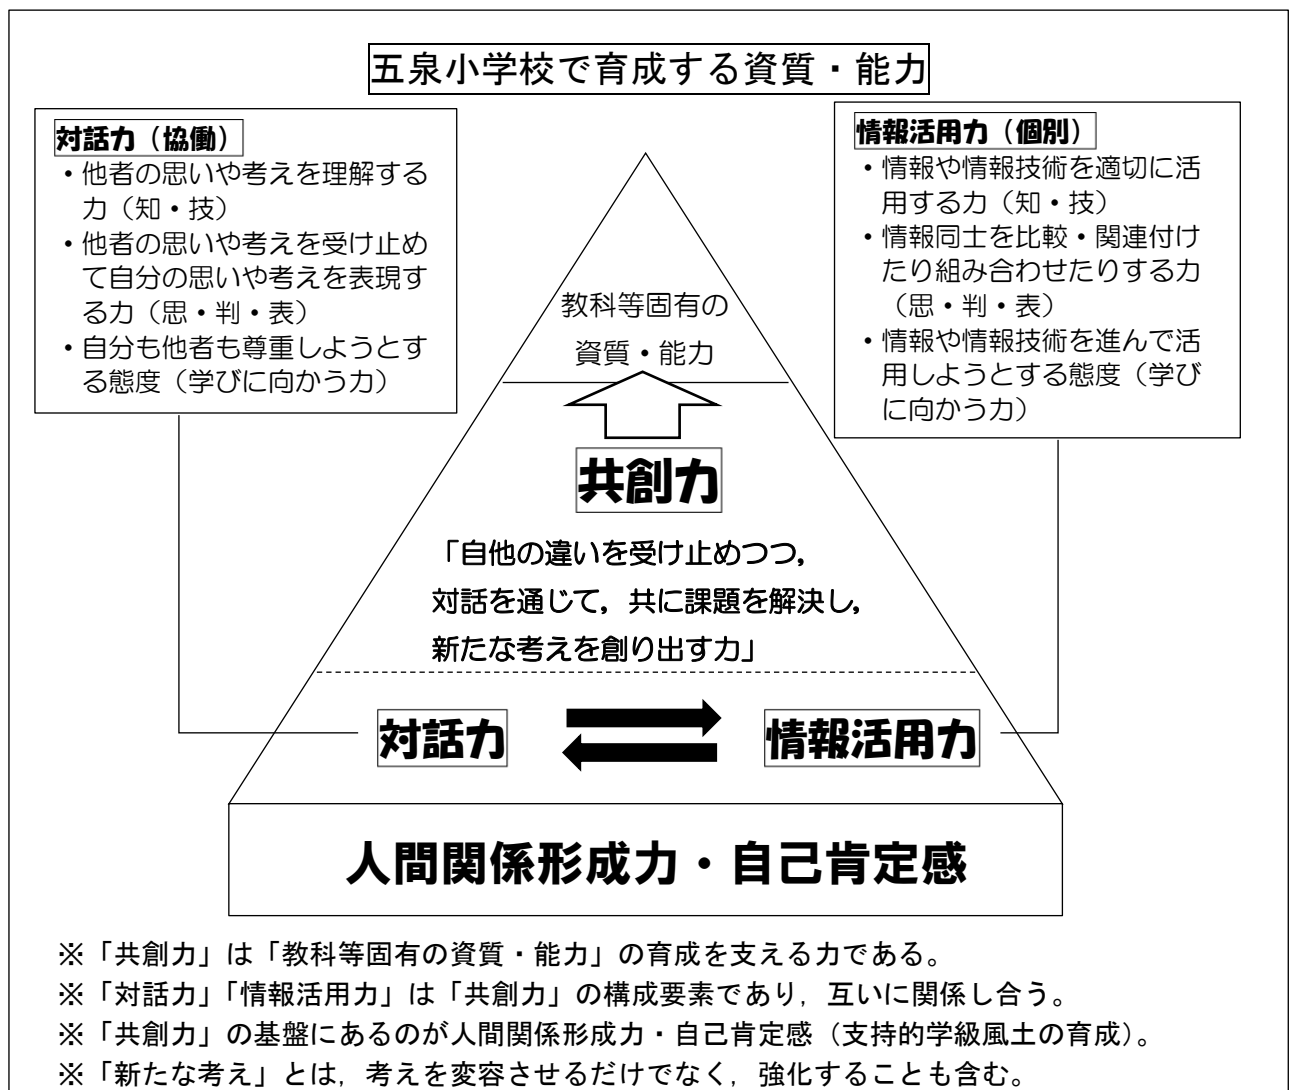 五泉小学校で育成する資質・能力
対話力（協働）
・他者の思いや考えを理解する
力（知・技）
・他者の思いや考えを受け止め
て自分の思いや考えを表現す
る力（思・判・表）
・自分も他者も尊重しようとす
る態度（学びに向かう力）
情報活用力（個別）
・情報や情報技術を適切に活
用する力（知・技）
・情報同士を比較・関連付け
たり組み合わせたりする力
（思・判・表）
・情報や情報技術を進んで活
用しようとする態度（学び
に向かう力）
教科等固有の
資質・能力
共創力
「自他の違いを受け止めつつ，
対話を通じて，共に課題を解決し，
新たな考えを創り出す力」
対話力
情報活用力
人間関係形成力・自己肯定感
※「共創力」は「教科等固有の資質・能力」の育成を支える力である。
※「対話力」「情報活用力」は「共創力」の構成要素であり，互いに関係し合う。
※「共創力」の基盤にあるのが人間関係形成力・自己肯定感（支持的学級風土の育成）。
※「新たな考え」とは，考えを変容させるだけでなく，強化することも含む。